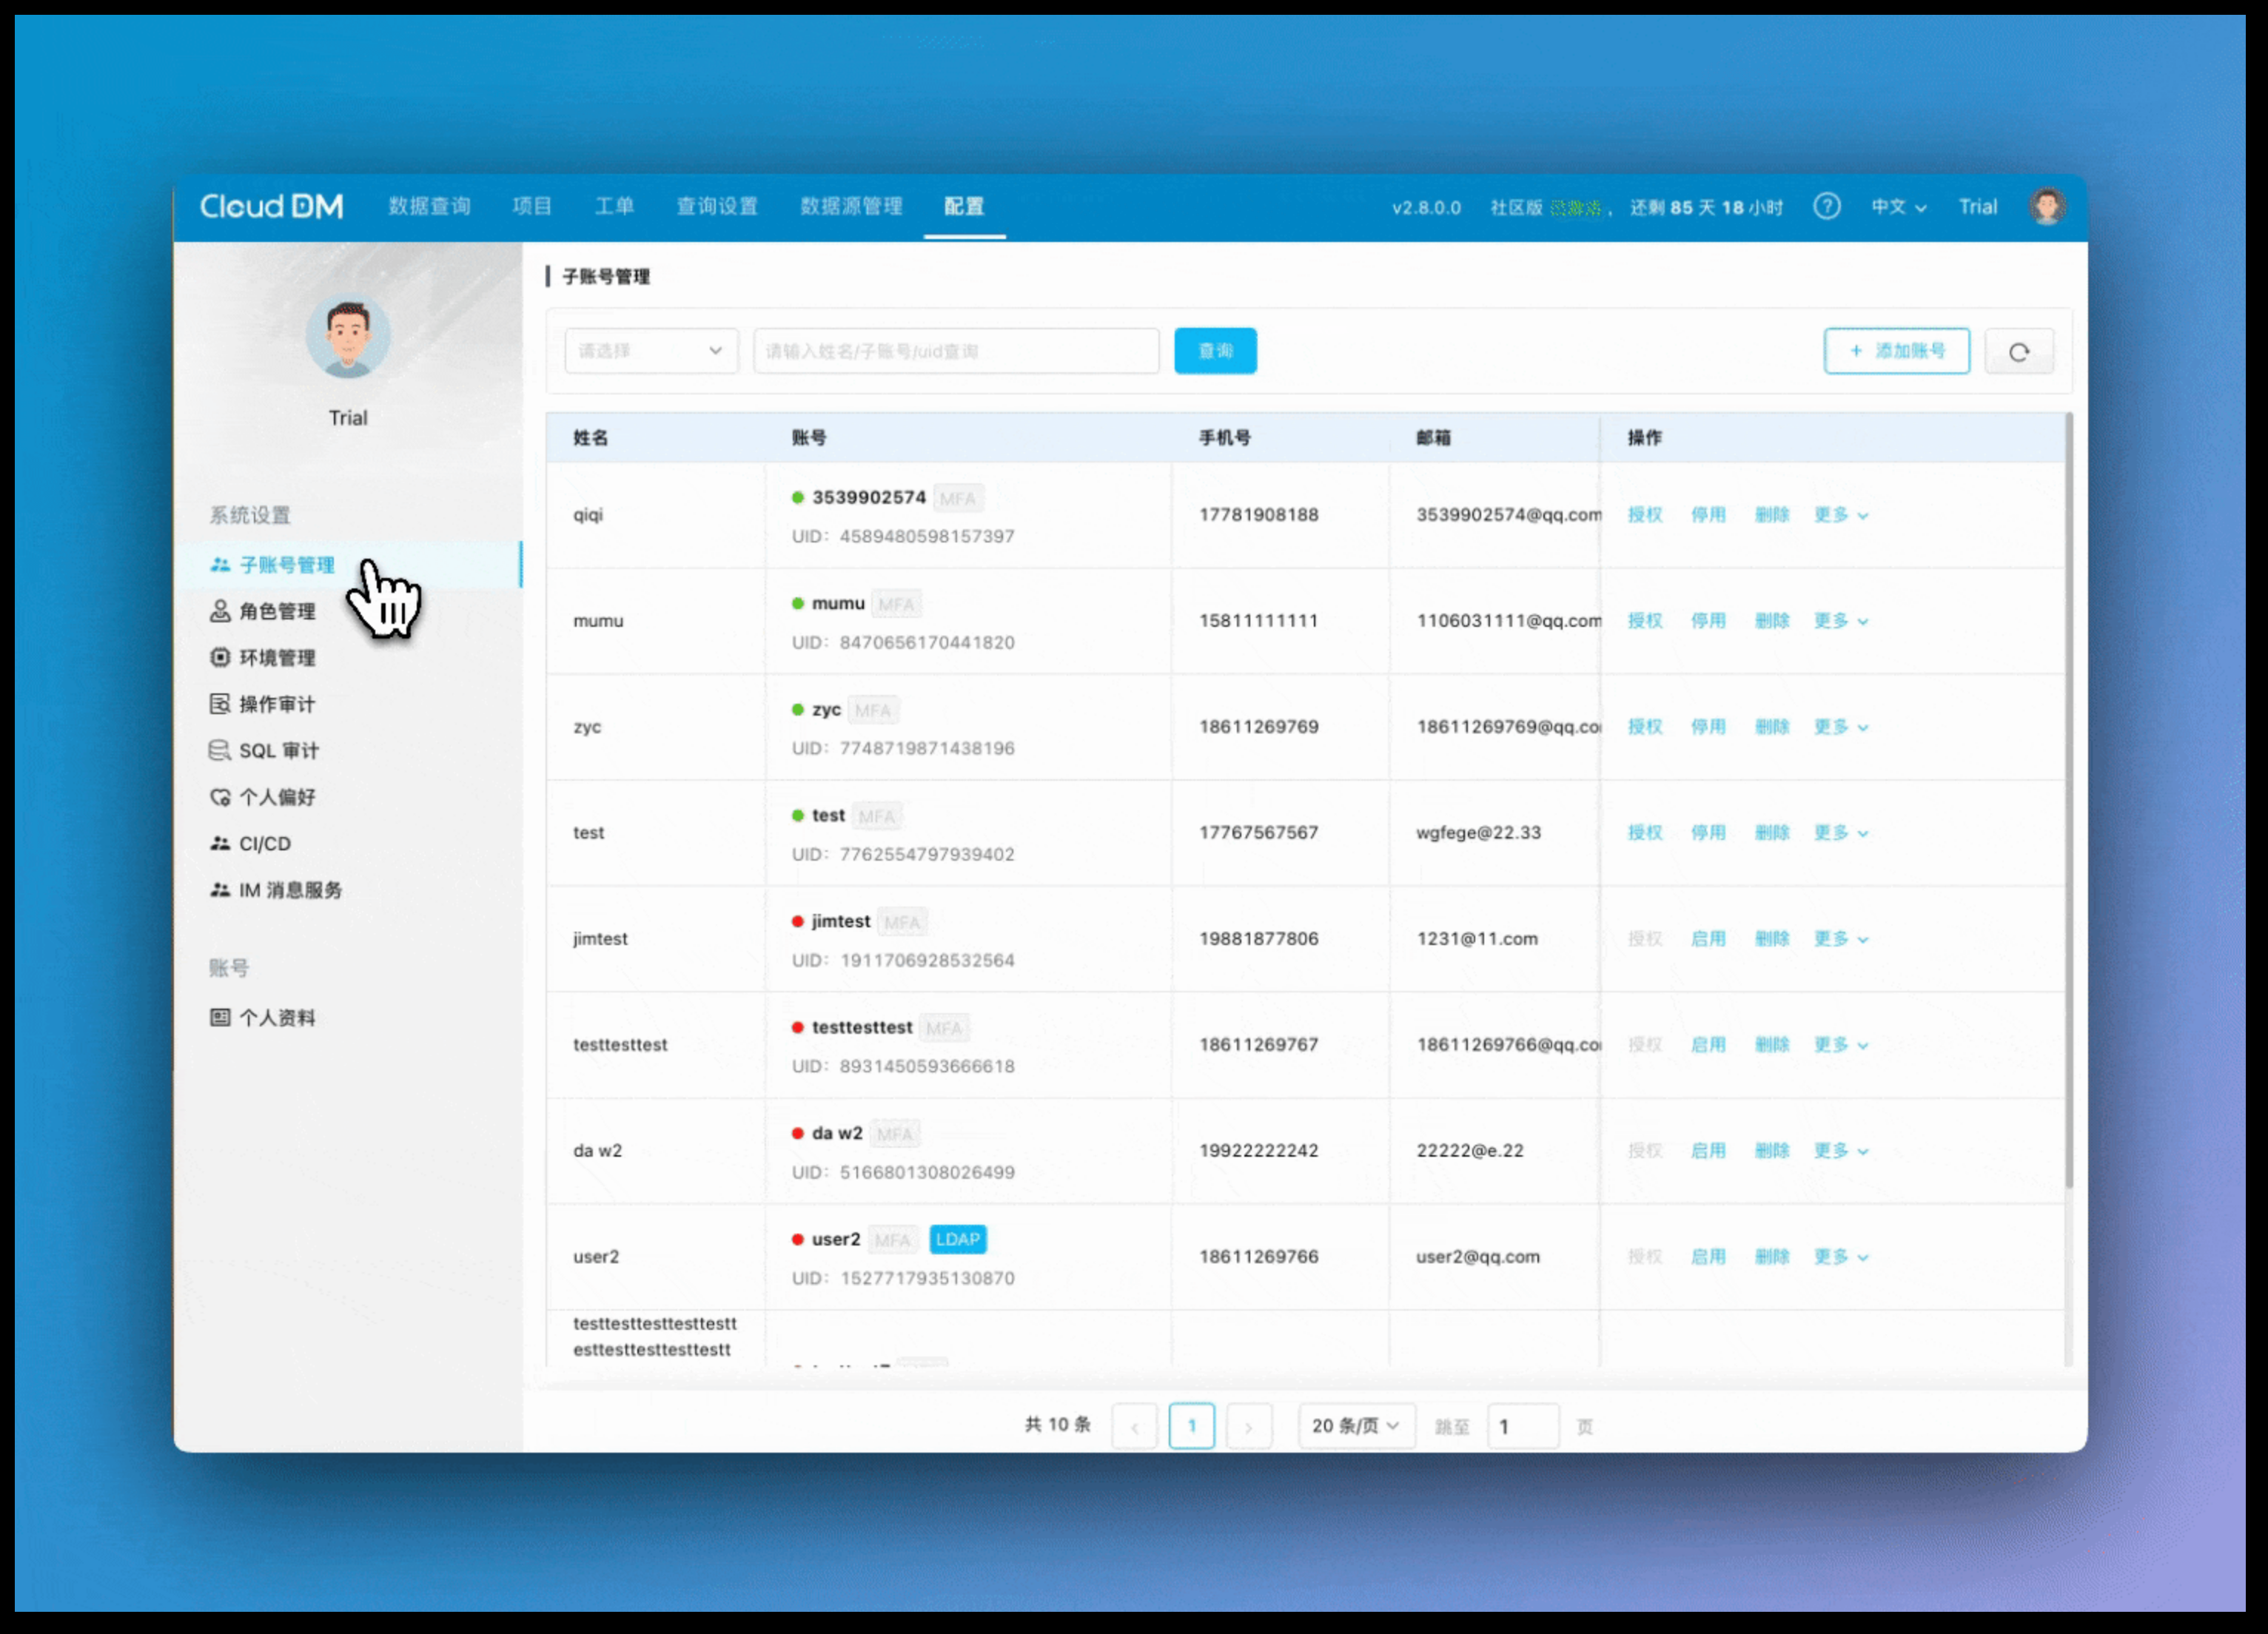 Cloud DM 数据查询 项目 工单 查询设置 数据源管理 配置 v2.8.0.0 社区版 ， 还剩 85 天 18 小时 ? 中文 Trial
Trial
系统设置
子账号管理
角色管理
环境管理
操作审计
SQL 审计
个人偏好
CI/CD
IM 消息服务
账号
个人资料
子账号管理
请选择 请输入姓名/子账号/uid查询 查询 + 添加账号
姓名 账号 手机号 邮箱 操作
qiqi 3539902574 MFA 17781908188 3539902574@qq.com 授权 停用 删除 更多
UID: 4589480598157397
mumu mumu MFA 15811111111 1106031111@qq.com 授权 停用 删除 更多
UID: 8470656170441820
zyc zyc MFA 18611269769 18611269769@qq.co 授权 停用 删除 更多
UID: 7748719871438196
test test MFA 17767567567 wgfege@22.33 授权 停用 删除 更多
UID: 7762554797939402
jimtest jimtest MFA 19881877806 1231@11.com 授权 启用 删除 更多
UID: 1911706928532564
testtesttest testtesttest MFA 18611269767 18611269766@qq.co 授权 启用 删除 更多
UID: 8931450593666618
da w2 da w2 MFA 19922222242 22222@e.22 授权 启用 删除 更多
UID: 5166801308026499
user2 user2 MFA LDAP 18611269766 user2@qq.com 授权 启用 删除 更多
UID: 1527717935130870
testtesttesttesttestt
esttesttesttesttestt
共 10 条 < 1 > 20 条/页 跳至 1 页